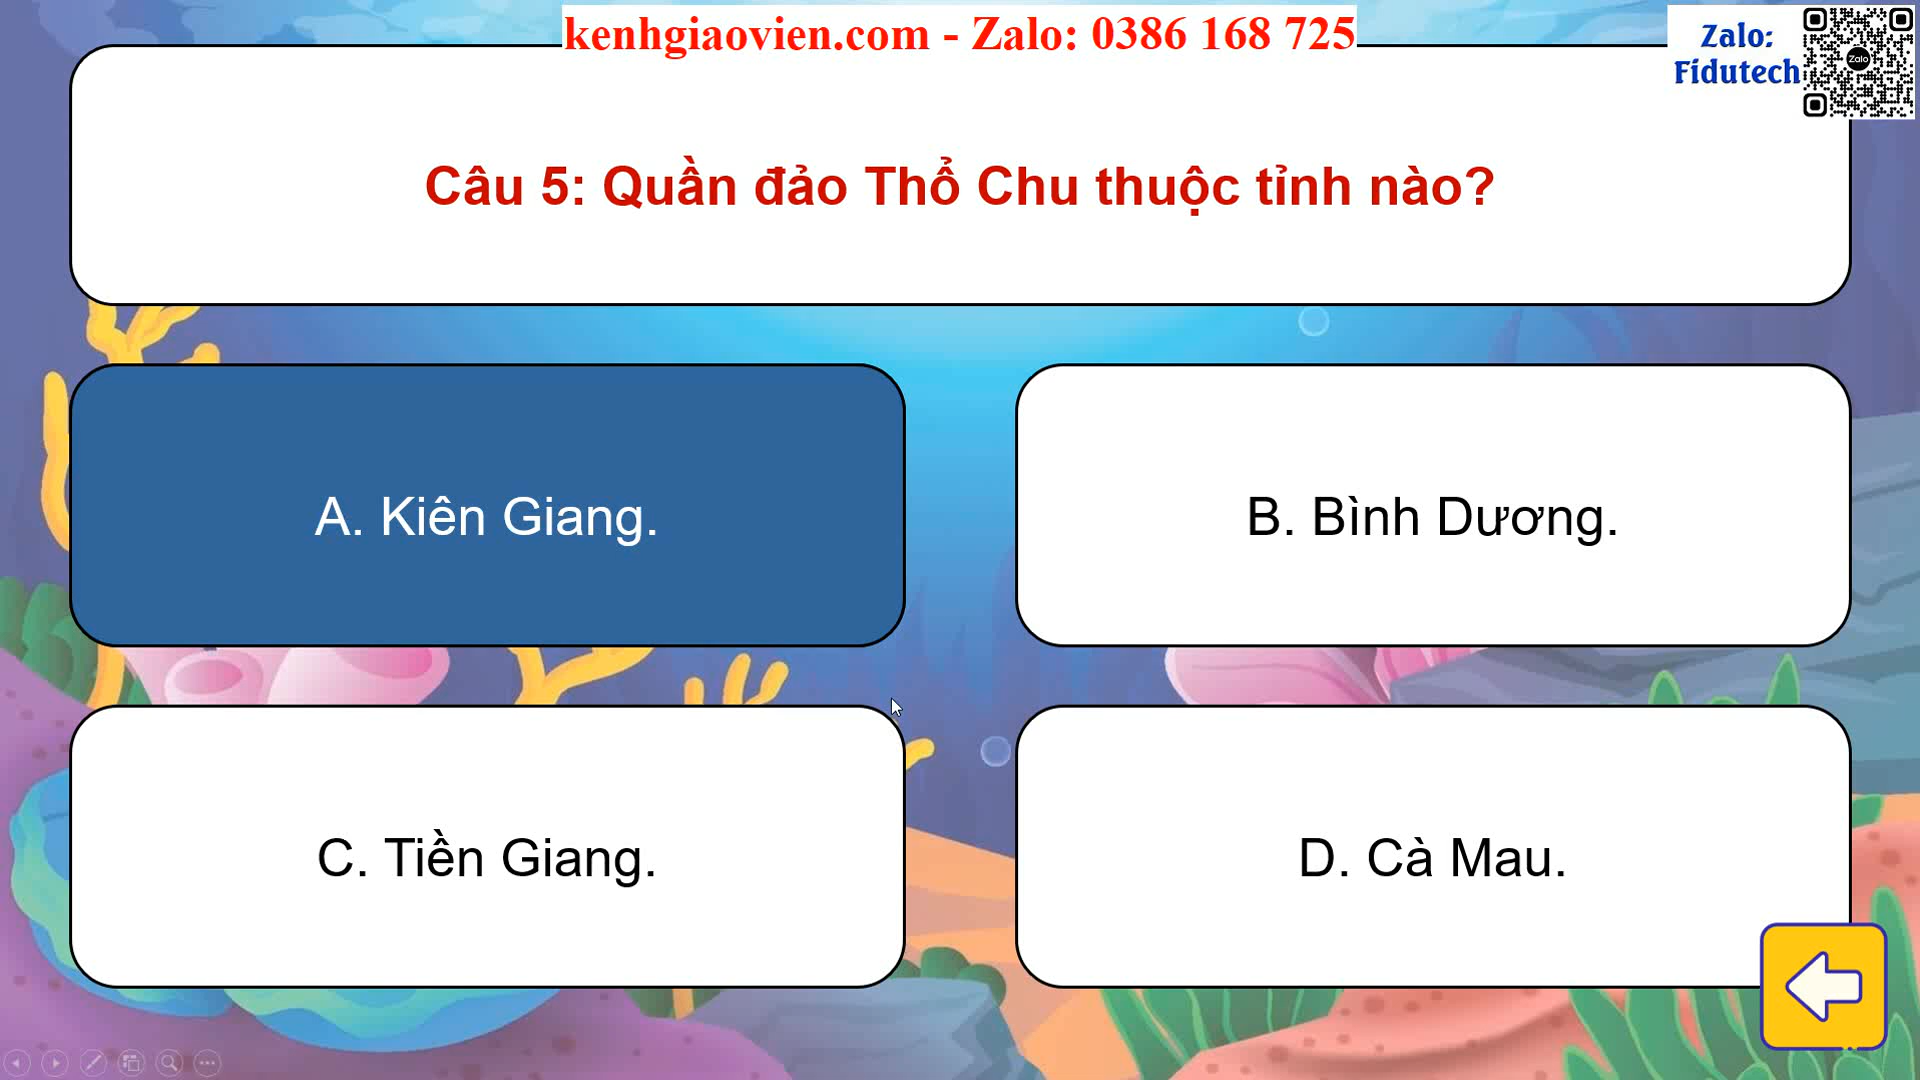 kenhgiaovien.com - Zalo: 0386 168 725
Zalo:
Fidutech
Zalo
Câu 5: Quần đảo Thổ Chu thuộc tỉnh nào?
A. Kiên Giang.
B. Bình Dương.
C. Tiền Giang.
D. Cà Mau.